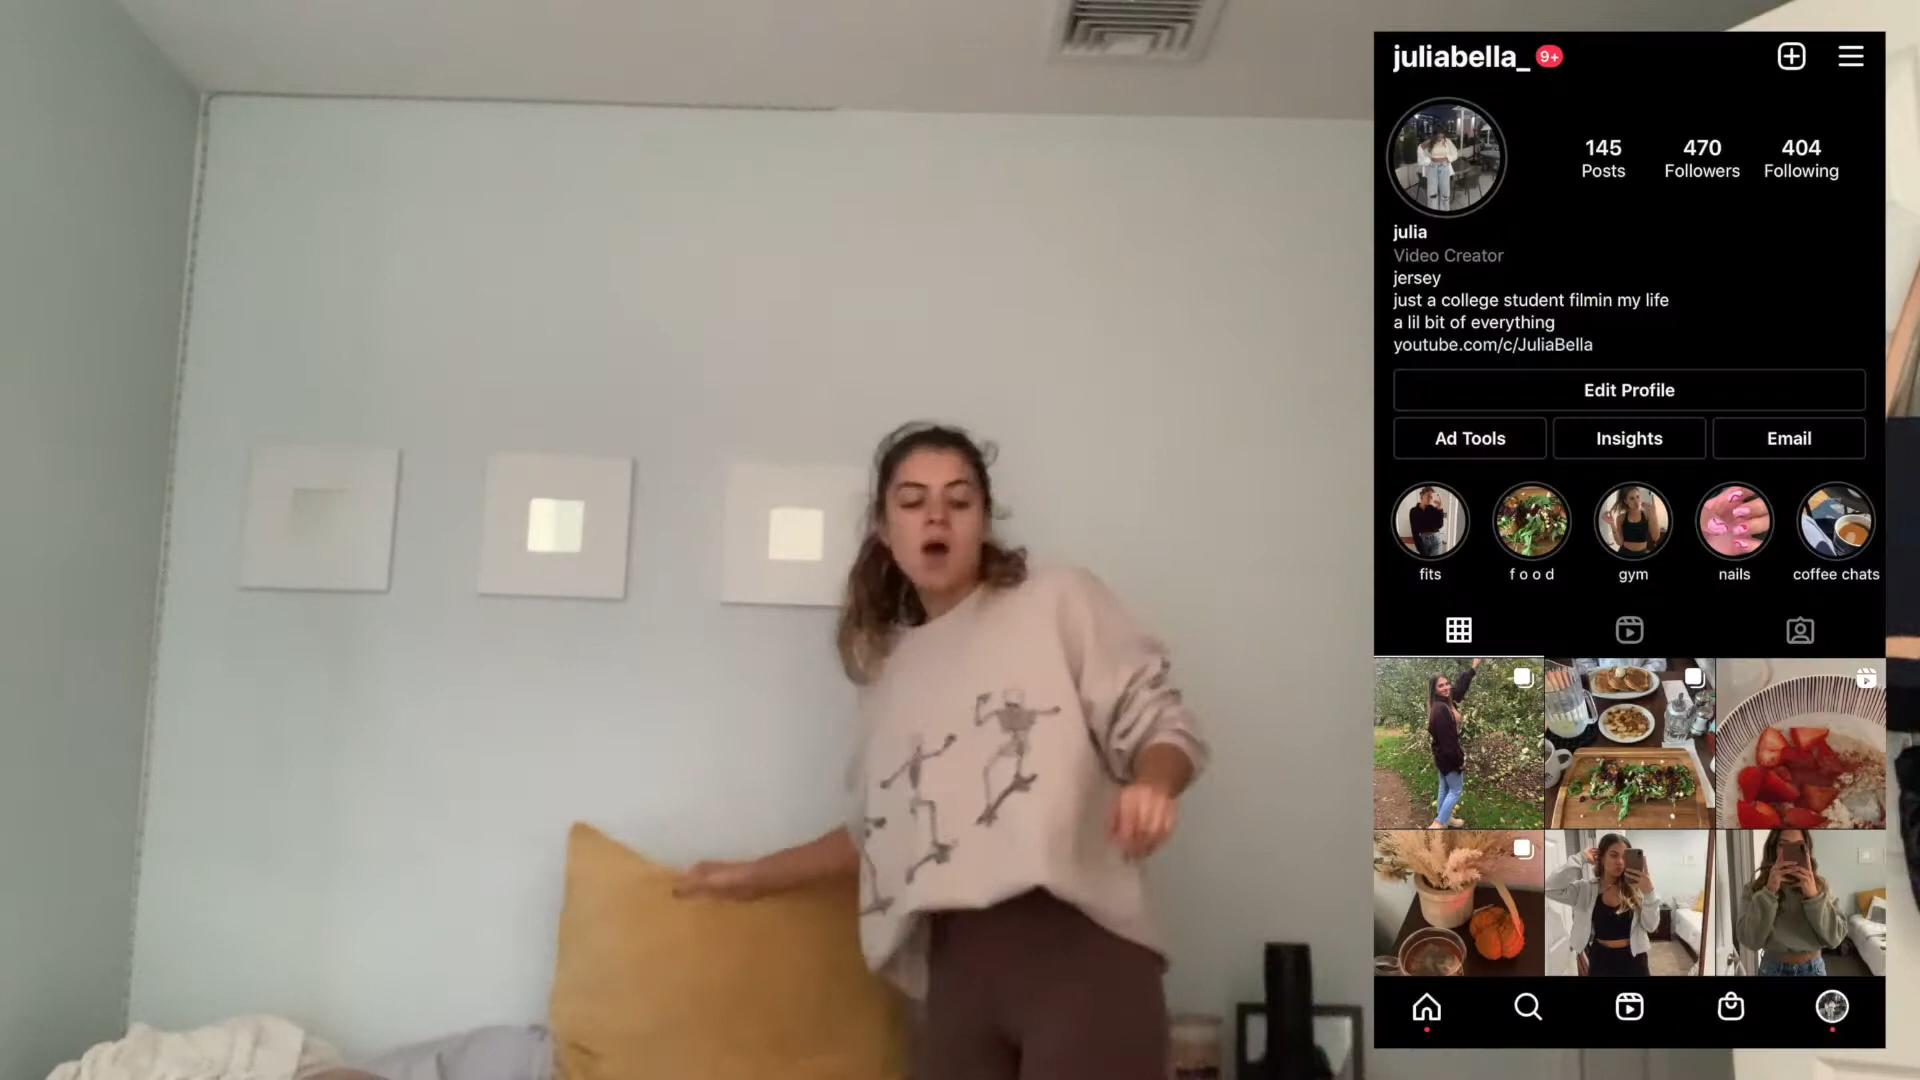 juliabella_ 9+
145 470 404
Posts Followers Following
julia
Video Creator
jersey
just a college student filmin my life
a lil bit of everything
youtube.com/c/JuliaBella
Edit Profile
Ad Tools Insights Email
fits f o o d gym nails coffee chats